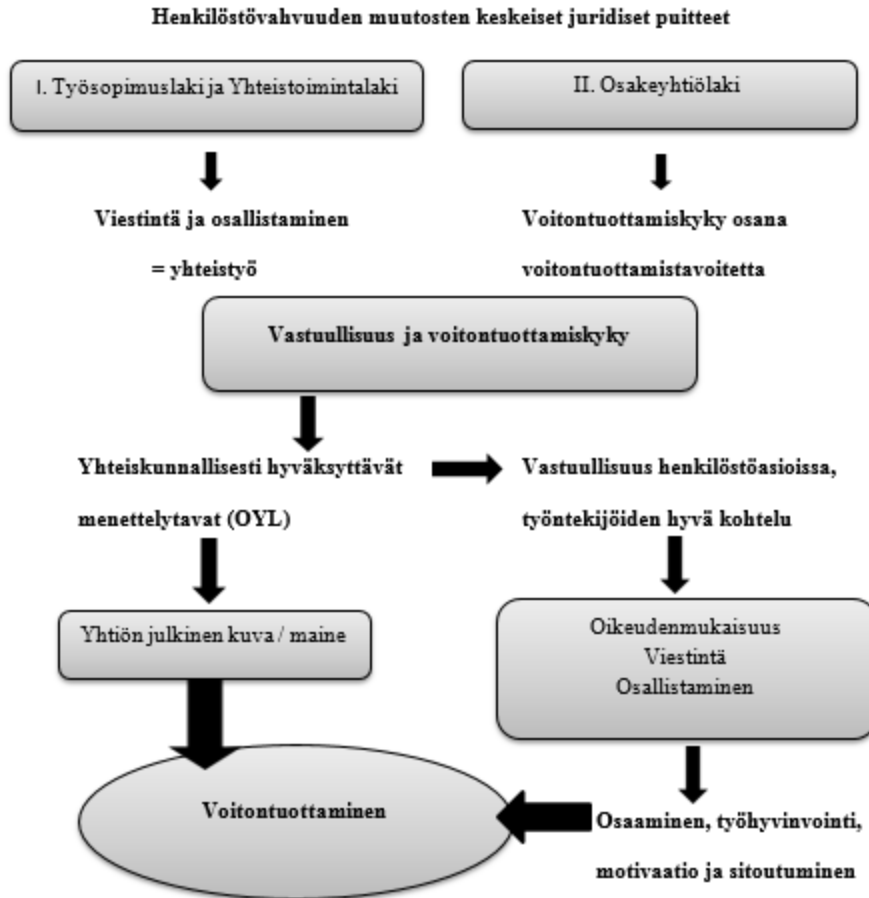 Henkilöstövahvuuden muutosten keskeiset juridiset puitteet
I. Työsopimuslaki ja Yhteistoimintalaki
II. Osakeyhtiölaki
Viestintä ja osallistaminen
= yhteistyö
Voitontuottamiskyky osana
voitontuottamistavoitetta
Vastuullisuus ja voitontuottamiskyky
Yhteiskunnallisesti hyväksyttävät
menettelytavat (OYL)
Vastuullisuus henkilöstöasioissa,
työntekijöiden hyvä kohtelu
Yhtiön julkinen kuva / maine
Oikeudenmukaisuus
Viestintä
Osallistaminen
Voitontuottaminen
Osaaminen, työhyvinvointi,
motivaatio ja sitoutuminen